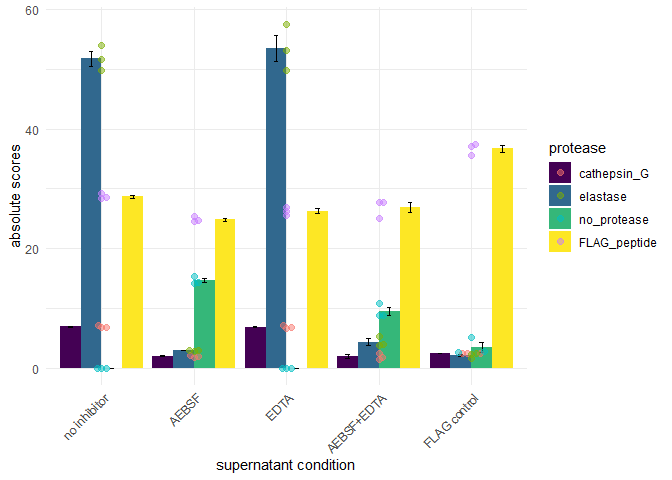 60
40
20
0
absolute scores
no inhibitor
AEBSF
EDTA
AEBSF+EDTA
FLAG control
supernatant condition
protease
cathepsin_G
elastase
no_protease
FLAG_peptide